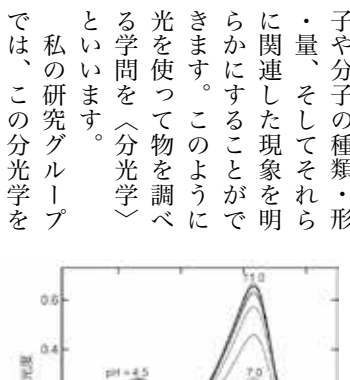 子や分子の種類・形
・量、そしてそれら
に関連した現象を明
らかにすることがで
きます。このように
光を使って物を調べ
る学問を〈分光学〉
といいます。
私の研究グループ
では、この分光学を
11.0
0.6
0.4
pH = 4.5
7.0
光度